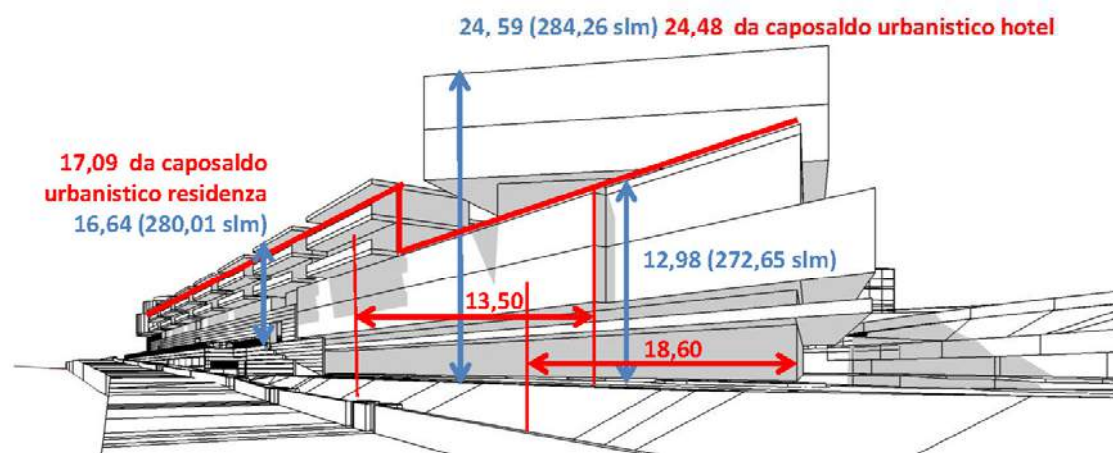 24, 59 (284,26 slm) 24,48 da caposaldo urbanistico hotel
17,09 da caposaldo
urbanistico residenza
16,64 (280,01 slm)
12,98 (272,65 slm)
13,50
18,60